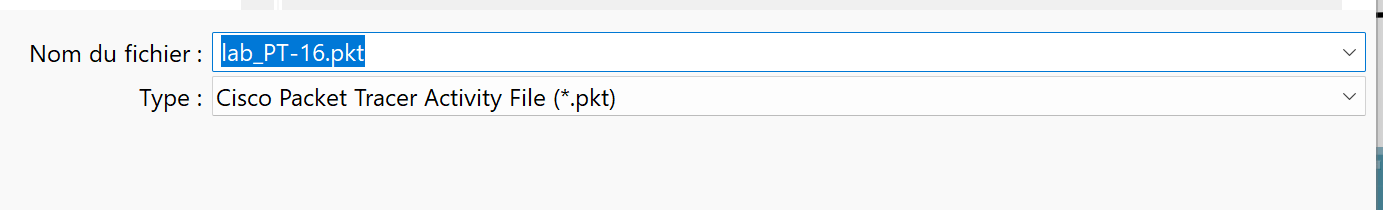 Nom du fichier : lab_PT-16.pkt
Type : Cisco Packet Tracer Activity File (*.pkt)